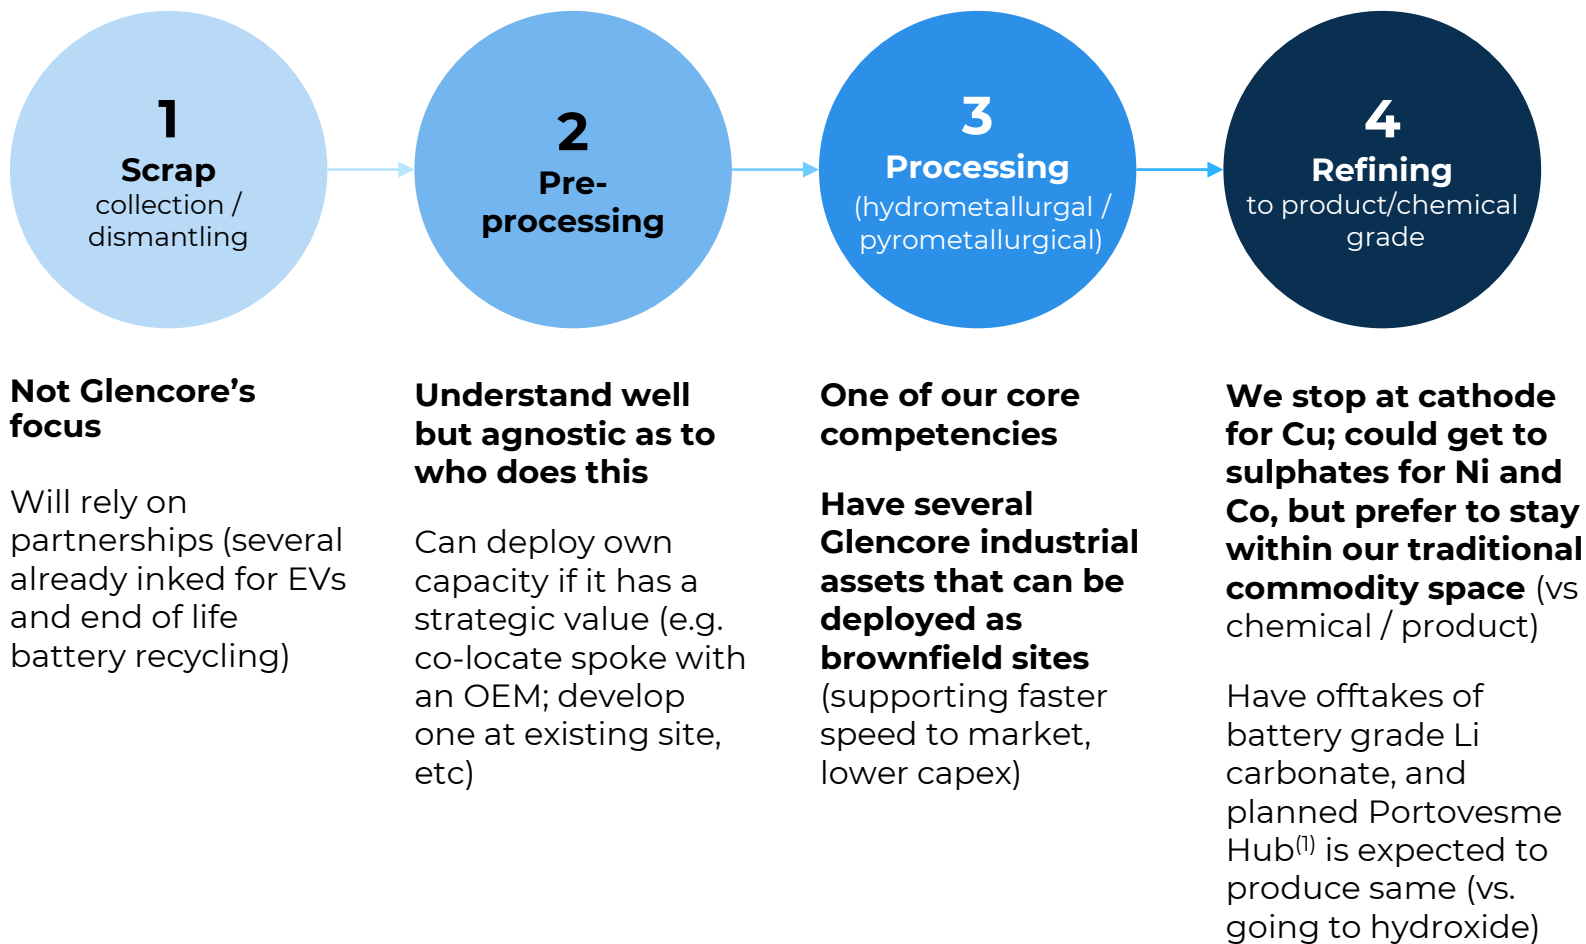 1
Scrap
collection /
dismantling
2
Pre-
processing
3
Processing
(hydrometallurgal /
pyrometallurgical)
4
Refining
to product/chemical
grade
Not Glencore’s
focus
Will rely on
partnerships (several
already inked for EVs
and end of life
battery recycling)
Understand well
but agnostic as to
who does this
Can deploy own
capacity if it has a
strategic value (e.g.
co-locate spoke with
an OEM; develop
one at existing site,
etc)
One of our core
competencies
Have several
Glencore industrial
assets that can be
deployed as
brownfield sites
(supporting faster
speed to market,
lower capex)
We stop at cathode
for Cu; could get to
sulphates for Ni and
Co, but prefer to stay
within our traditional
commodity space (vs
chemical / product)
Have offtakes of
battery grade Li
carbonate, and
planned Portovesme
Hub(1) is expected to
produce same (vs.
going to hydroxide)